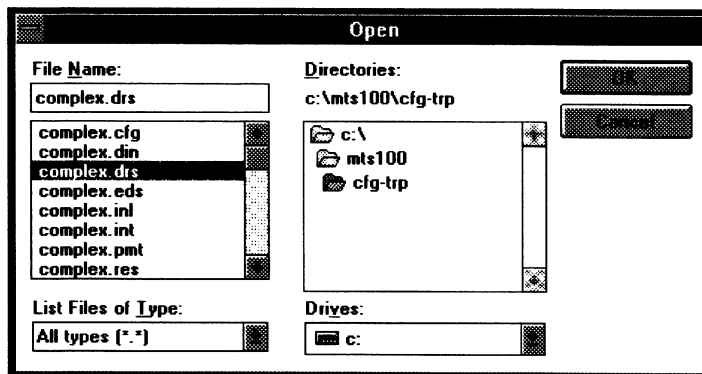 Open
File Name:
complex.drs
complex.cfg
complex.din
complex.drs
complex.eds
complex.inl
complex.int
complex.pmt
complex.res
List Files of Type:
All types (*.*)
Directories:
c:\mts100\cfg-trp
c:\
mts100
cfg-trp
Drives:
c:
OK
Cancel